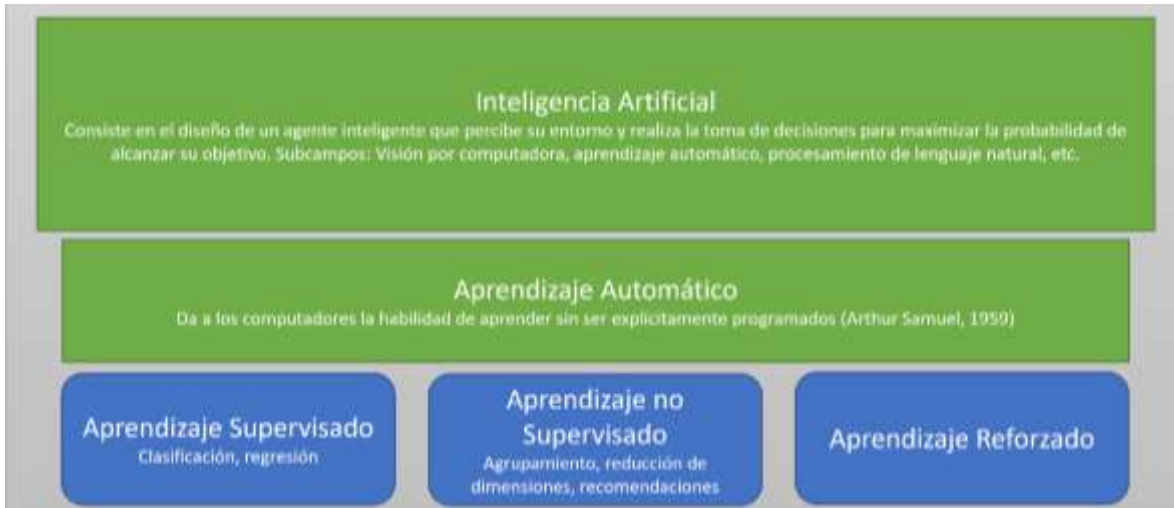 Inteligencia Artificial
Consiste en el diseño de un agente inteligente que percibe su entorno y realiza la toma de decisiones para maximizar la probabilidad de
alcanzar su objetivo. Subcampos: Visión por computadora, aprendizaje automático, procesamiento de lenguaje natural, etc.
Aprendizaje Automático
Da a los computadores la habilidad de aprender sin ser explicitamente programados (Arthur Samuel, 1959)
Aprendizaje Supervisado
Clasificación, regresión
Aprendizaje no
Supervisado
Agrupamiento, reducción de
dimensiones, recomendaciones
Aprendizaje Reforzado